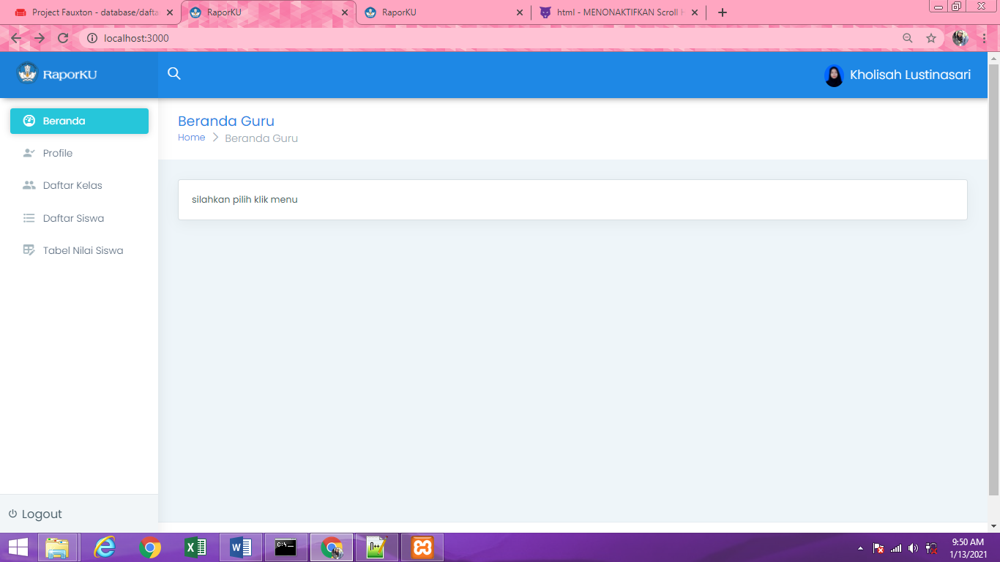 Project Fauxton - database/dafta
RaporKU
RaporKU
html - MENONAKTIFKAN Scroll H
localhost:3000
RaporKU
Kholisah Lustinasari
Beranda
Profile
Daftar Kelas
Daftar Siswa
Tabel Nilai Siswa
Logout
Beranda Guru
Home
Beranda Guru
silahkan pilih klik menu
9:50 AM
1/13/2021